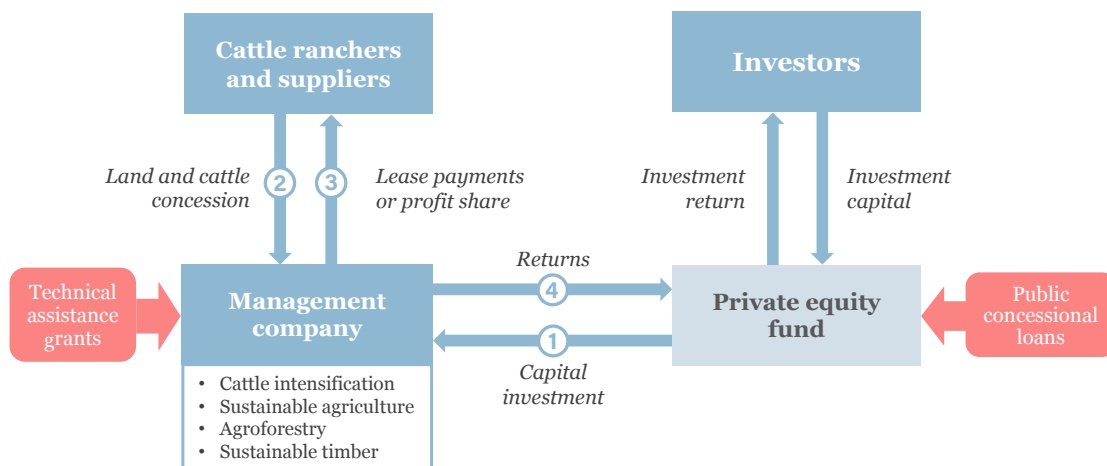 Cattle ranchers
and suppliers
Investors
Land and cattle
concession
2
3
Lease payments
or profit share
Investment
return
Investment
capital
Technical
assistance
grants
Management
company
Returns
4
1
Capital
investment
Private equity
fund
Public
concessional
loans
• Cattle intensification
• Sustainable agriculture
• Agroforestry
• Sustainable timber